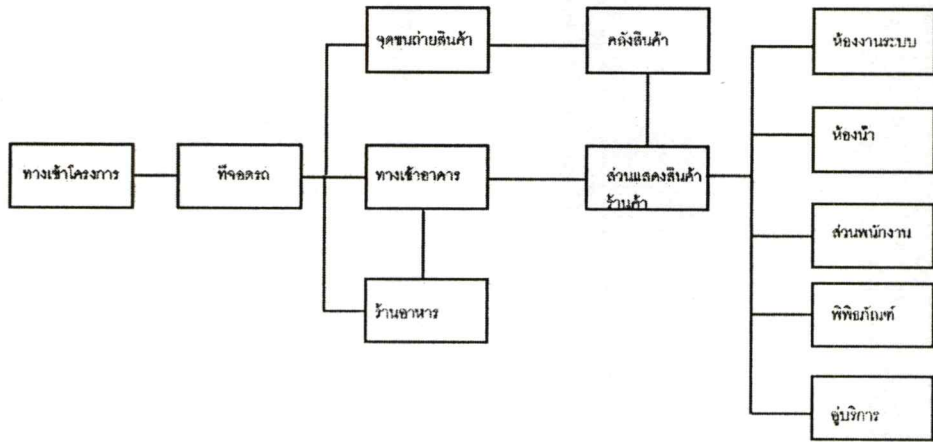 จุดขนถ่ายสินค้า
คลังสินค้า
ห้องงานระบบ
ห้องน้ำ
ทางเข้าโครงการ
ที่จอดรถ
ทางเข้าอาคาร
ส่วนแสดงสินค้า
ร้านค้า
ส่วนพนักงาน
ร้านอาหาร
พิพิธภัณฑ์
อู่บริการ